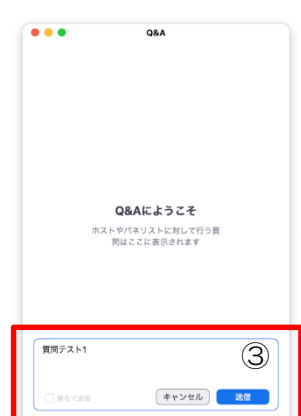 Q&A
Q&Aにようこそ
ホストやパネリストに対して行う質
問はここに表示されます
質問テスト1
③
匿名で送信
キャンセル
送信